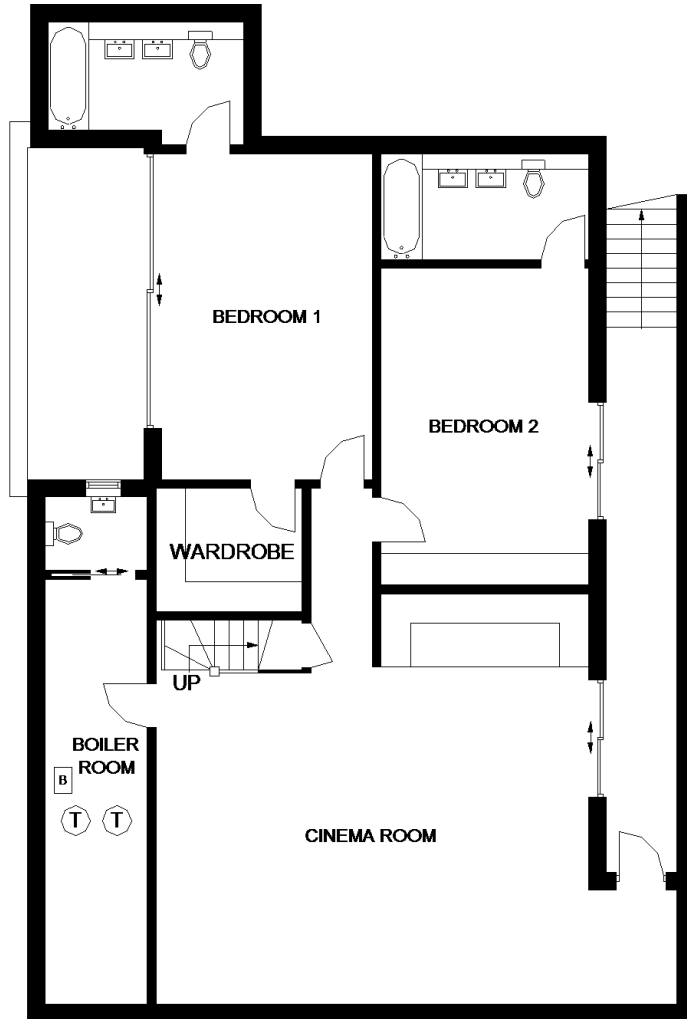 BEDROOM 1
BEDROOM 2
WARDROBE
UP
BOILER
ROOM
B
T T
CINEMA ROOM